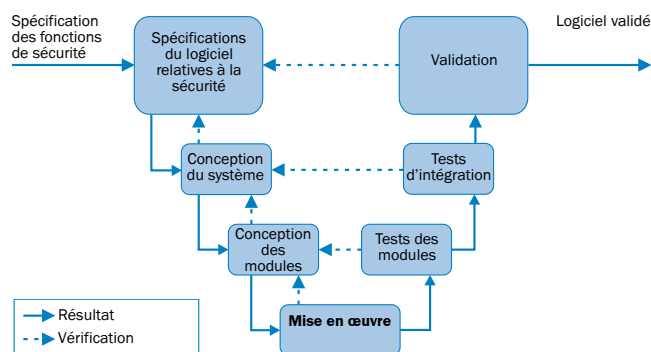 Spécification
des fonctions
de sécurité
Spécifications
du logiciel
relatives à la
sécurité
Validation
Logiciel validé
Conception
du système
Tests
d'intégration
Conception
des
modules
Tests des
modules
Mise en œuvre
Résultat
Vérification